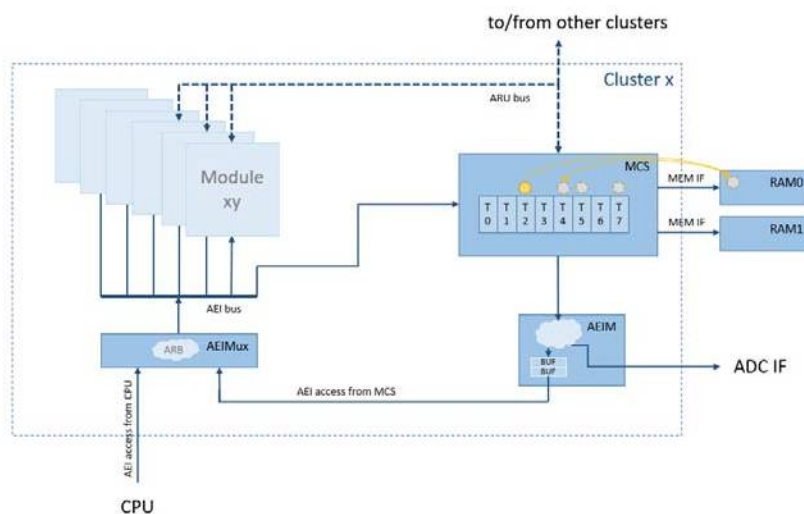 to/from other clusters
Cluster x
ARU bus
Module
xy
MCS
T T T T T T T T
0 1 2 3 4 5 6 7
MEM IF
RAM0
MEM IF
RAM1
AEI bus
ARB
AEIMux
AEIM
BUF
BUF
ADC IF
AEI access from MCS
AEI access from CPU
CPU